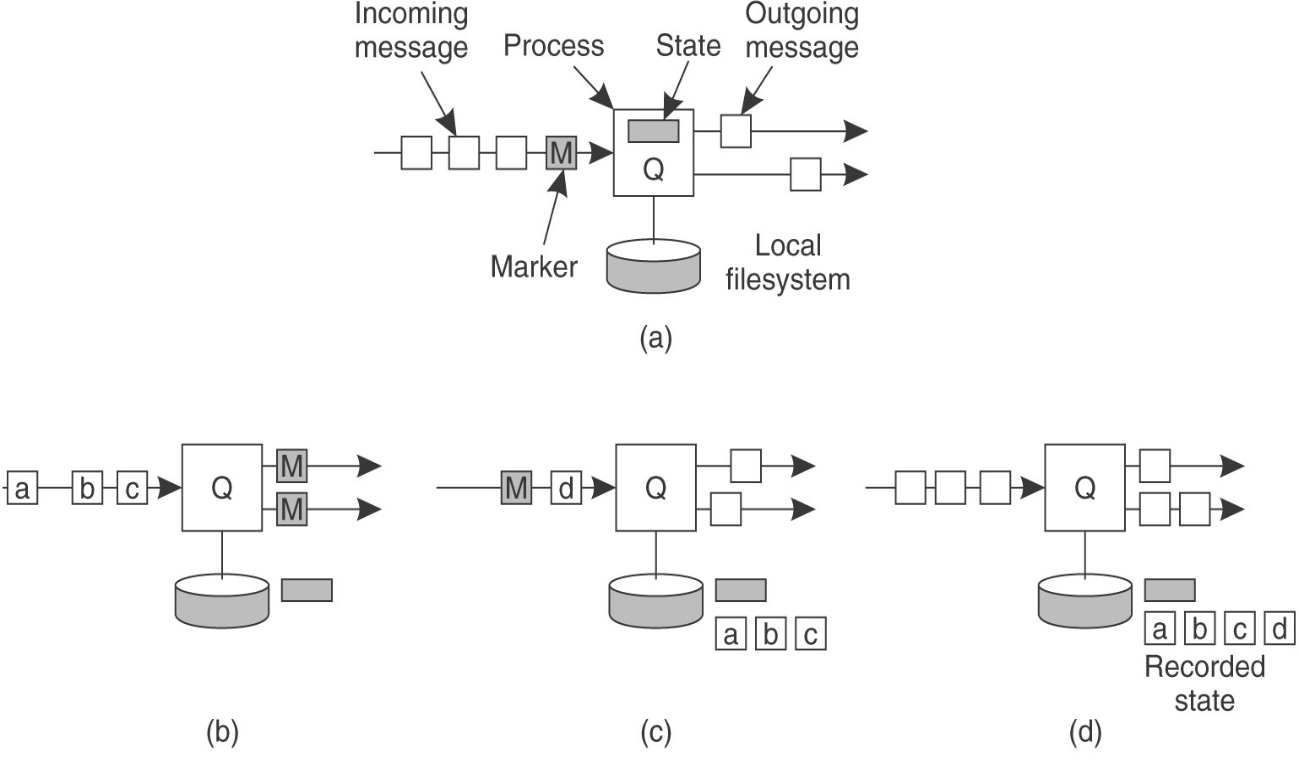 Incoming
message
Process
State
Outgoing
message
M
Q
Marker
Local
filesystem
(a)
a b c
Q
M
M
(b)
M d
Q
a b c
(c)
Q
a b c d
Recorded
state
(d)